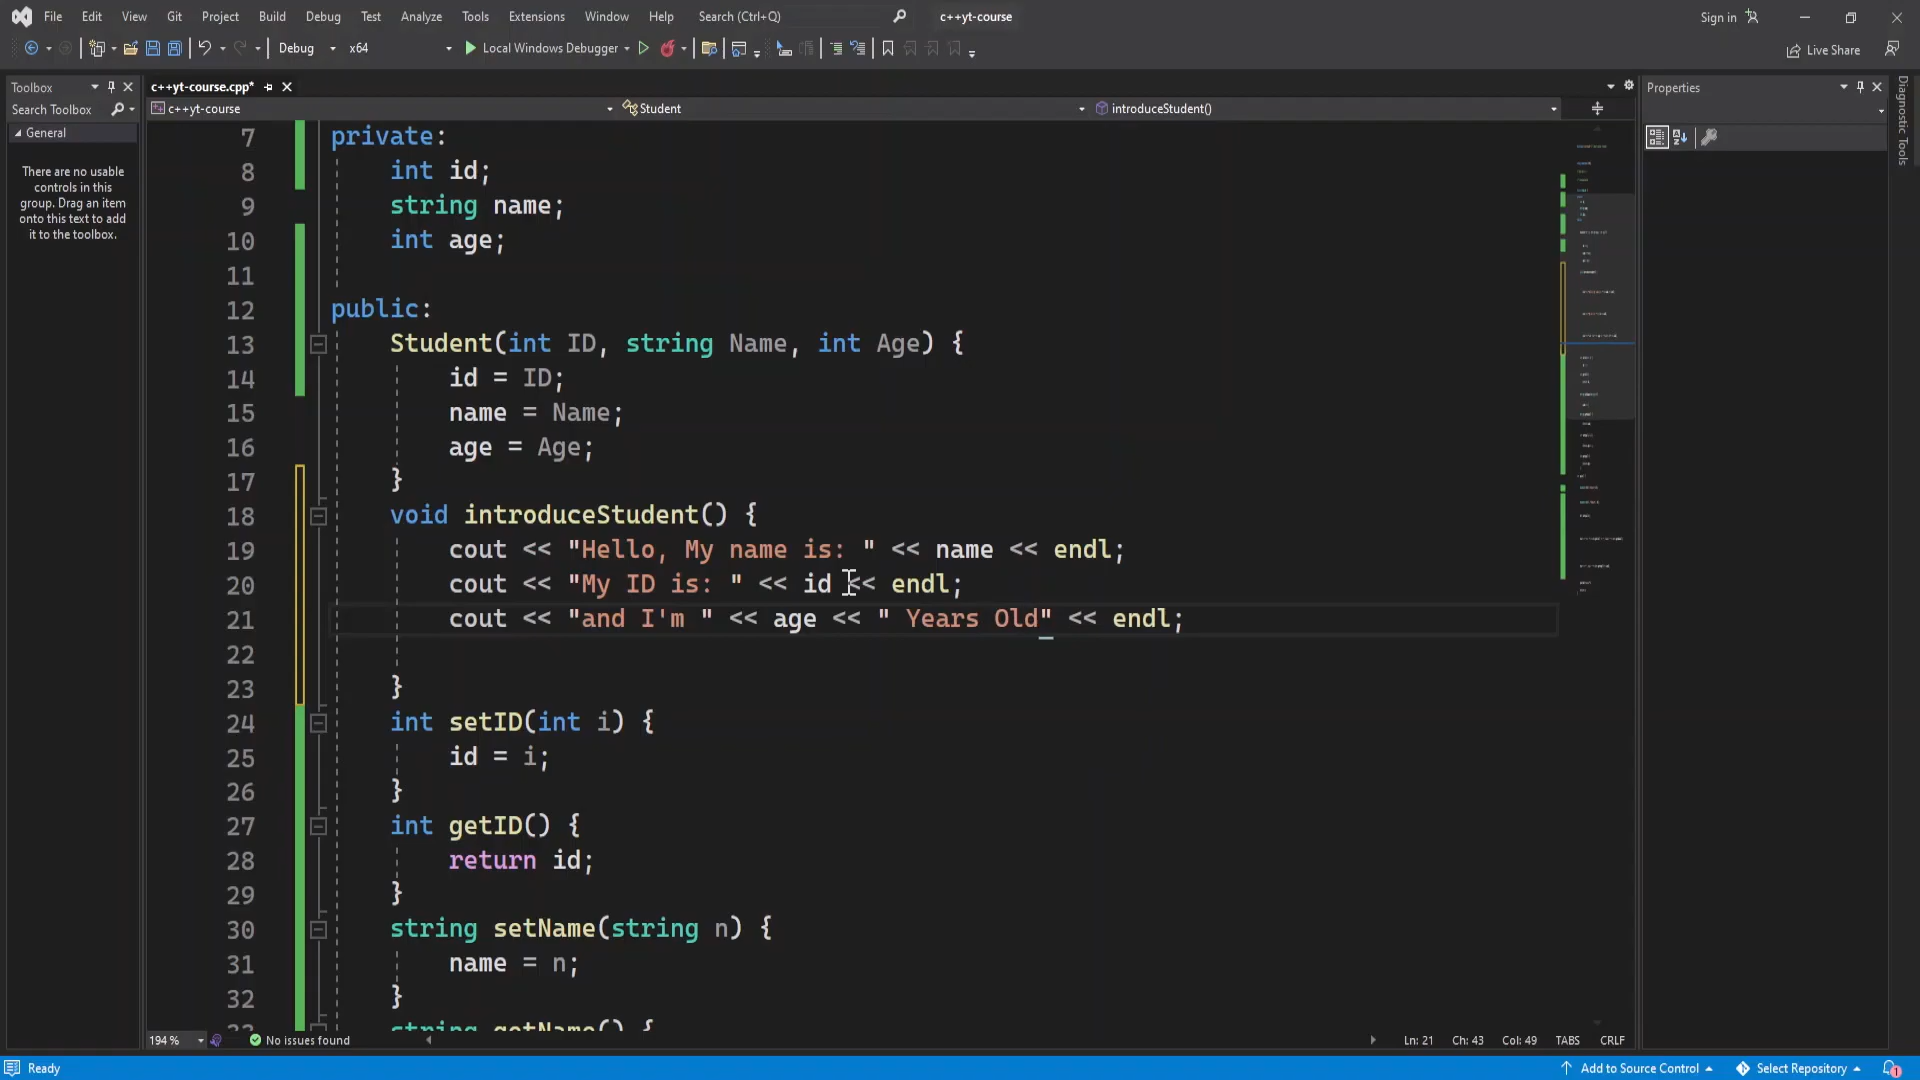 File Edit View Git Project Build Debug Test Analyze Tools Extensions Window Help Search (Ctrl+Q) c++yt-course Sign in
Debug x64 Local Windows Debugger Live Share
Toolbox
Search Toolbox
General
There are no usable
controls in this
group. Drag an item
onto this text to add
it to the toolbox.
c++yt-course.cpp*
c++yt-course Student introduceStudent()
7 private:
8 int id;
9 string name;
10 int age;
11
12 public:
13 Student(int ID, string Name, int Age) {
14 id = ID;
15 name = Name;
16 age = Age;
17 }
18 void introduceStudent() {
19 cout << "Hello, My name is: " << name << endl;
20 cout << "My ID is: " << id << endl;
21 cout << "and I'm " << age << " Years Old" << endl;
22
23 }
24 int setID(int i) {
25 id = i;
26 }
27 int getID() {
28 return id;
29 }
30 string setName(string n) {
31 name = n;
32 }
33 string getName() {
194 % No issues found Ln: 21 Ch: 43 Col: 49 TABS CRLF
Properties
Diagnostic Tools
Ready Add to Source Control Select Repository 1